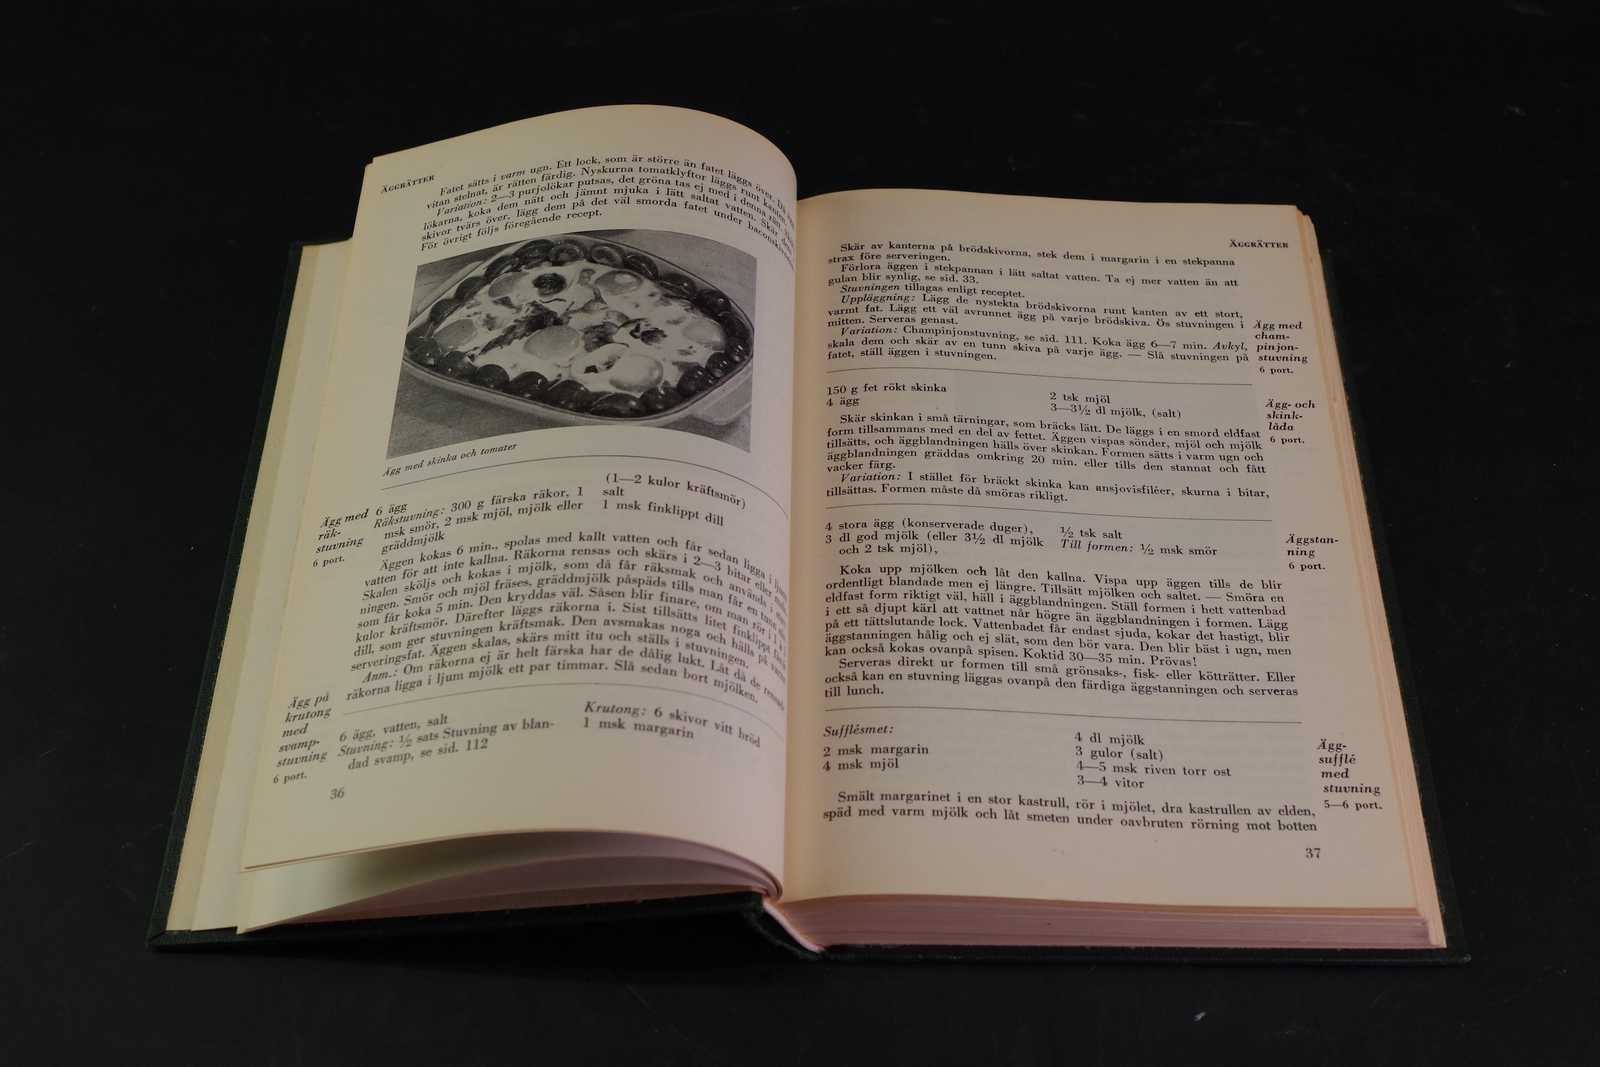 ÄGGRÄTTER
Fatet sätts i varm ugn. Ett lock, som är större än fatet läggs över. Då
vitan stelnat, är rätten färdig. Nyskurna tomatklyftor läggs runt kanten.
Variation: 2—3 purjolökar putsas, det gröna tas ej med i denna rätt.
lökarna, koka dem nätt och jämnt mjuka i lätt saltat vatten. Skär
skivor tvärs över, lägg dem på det väl smorda fatet under baconskivorna.
För övrigt följs föregående recept.
Ägg med skinka och tomater
Ägg med
räk-
stuvning
6 port.
6 ägg
Räkstuvning: 300 g färska räkor, 1
msk smör, 2 msk mjöl, mjölk eller
gräddmjölk
(1—2 kulor kräftsmör)
salt
1 msk finklippt dill
Äggen kokas 6 min., spolas med kallt vatten och får sedan ligga i ljumt
vatten för att inte kallna. Räkorna rensas och skärs i 2—3 bitar eller
Skalen sköljs och kokas i mjölk, som då får räksmak och används i
ningen. Smör och mjöl fräses, gräddmjölk påspäds tills man får en
som får koka 5 min. Den kryddas väl. Såsen blir finare, om man rör i 1 à 2
kulor kräftsmör. Därefter läggs räkorna i. Sist tillsätts litet finklippt
dill, som ger stuvningen kräftsmak. Den avsmakas noga och hälls på
serveringsfat. Äggen skalas, skärs mitt itu och ställs i stuvningen.
Anm.: Om räkorna ej är helt färska har de dålig lukt. Låt då de rensade
räkorna ligga i ljum mjölk ett par timmar. Slå sedan bort mjölken.
Ägg på
krutong
med
svamp-
stuvning
6 port.
6 ägg, vatten, salt
Stuvning: ½ sats Stuvning av blan-
dad svamp, se sid. 112
Krutong: 6 skivor vitt bröd
1 msk margarin
36
ÄGGRÄTTER
Skär av kanterna på brödskivorna, stek dem i margarin i en stekpanna
strax före serveringen.
Förlora äggen i stekpannan i lätt saltat vatten. Ta ej mer vatten än att
gulan blir synlig, se sid. 33.
Stuvningen tillagas enligt receptet.
Uppläggning: Lägg de nystekta brödskivorna runt kanten av ett stort,
varmt fat. Lägg ett väl avrunnet ägg på varje brödskiva. Ös stuvningen i
mitten. Serveras genast.
Variation: Champinjonstuvning, se sid. 111. Koka ägg 6—7 min. Avkyl,
skala dem och skär av en tunn skiva på varje ägg. — Slå stuvningen på
fatet, ställ äggen i stuvningen.
Ägg med
cham-
pinjon-
stuvning
6 port.
150 g fet rökt skinka
4 ägg
2 tsk mjöl
3—3½ dl mjölk, (salt)
Ägg- och
skink-
låda
6 port.
Skär skinkan i små tärningar, som bräcks lätt. De läggs i en smord eldfast
form tillsammans med en del av fettet. Äggen vispas sönder, mjöl och mjölk
tillsätts, och äggblandningen hälls över skinkan. Formen sätts i varm ugn och
äggblandningen gräddas omkring 20 min. eller tills den stannat och fått
vacker färg.
Variation: I stället för bräckt skinka kan ansjovisfiléer, skurna i bitar,
tillsättas. Formen måste då smöras rikligt.
4 stora ägg (konserverade duger),
3 dl god mjölk (eller 3½ dl mjölk
och 2 tsk mjöl),
½ tsk salt
Till formen: ½ msk smör
Äggstan-
ning
6 port.
Koka upp mjölken och låt den kallna. Vispa upp äggen tills de blir
ordentligt blandade men ej längre. Tillsätt mjölken och saltet. — Smöra en
eldfast form riktigt väl, häll i äggblandningen. Ställ formen i hett vattenbad
i ett så djupt kärl att vattnet når högre än äggblandningen i formen. Lägg
på ett tättslutande lock. Vattenbadet får endast sjuda, kokar det hastigt, blir
äggstanningen hålig och ej slät, som den bör vara. Den blir bäst i ugn, men
kan också kokas ovanpå spisen. Koktid 30—35 min. Prövas!
Serveras direkt ur formen till små grönsaks-, fisk- eller kötträtter. Eller
också kan en stuvning läggas ovanpå den färdiga äggstanningen och serveras
till lunch.
Sufflésmet:
2 msk margarin
4 msk mjöl
4 dl mjölk
3 gulor (salt)
4—5 msk riven torr ost
3—4 vitor
Ägg-
sufflé
med
stuvning
5—6 port.
Smält margarinet i en stor kastrull, rör i mjölet, dra kastrullen av elden,
späd med varm mjölk och låt smeten under oavbruten rörning mot botten
37